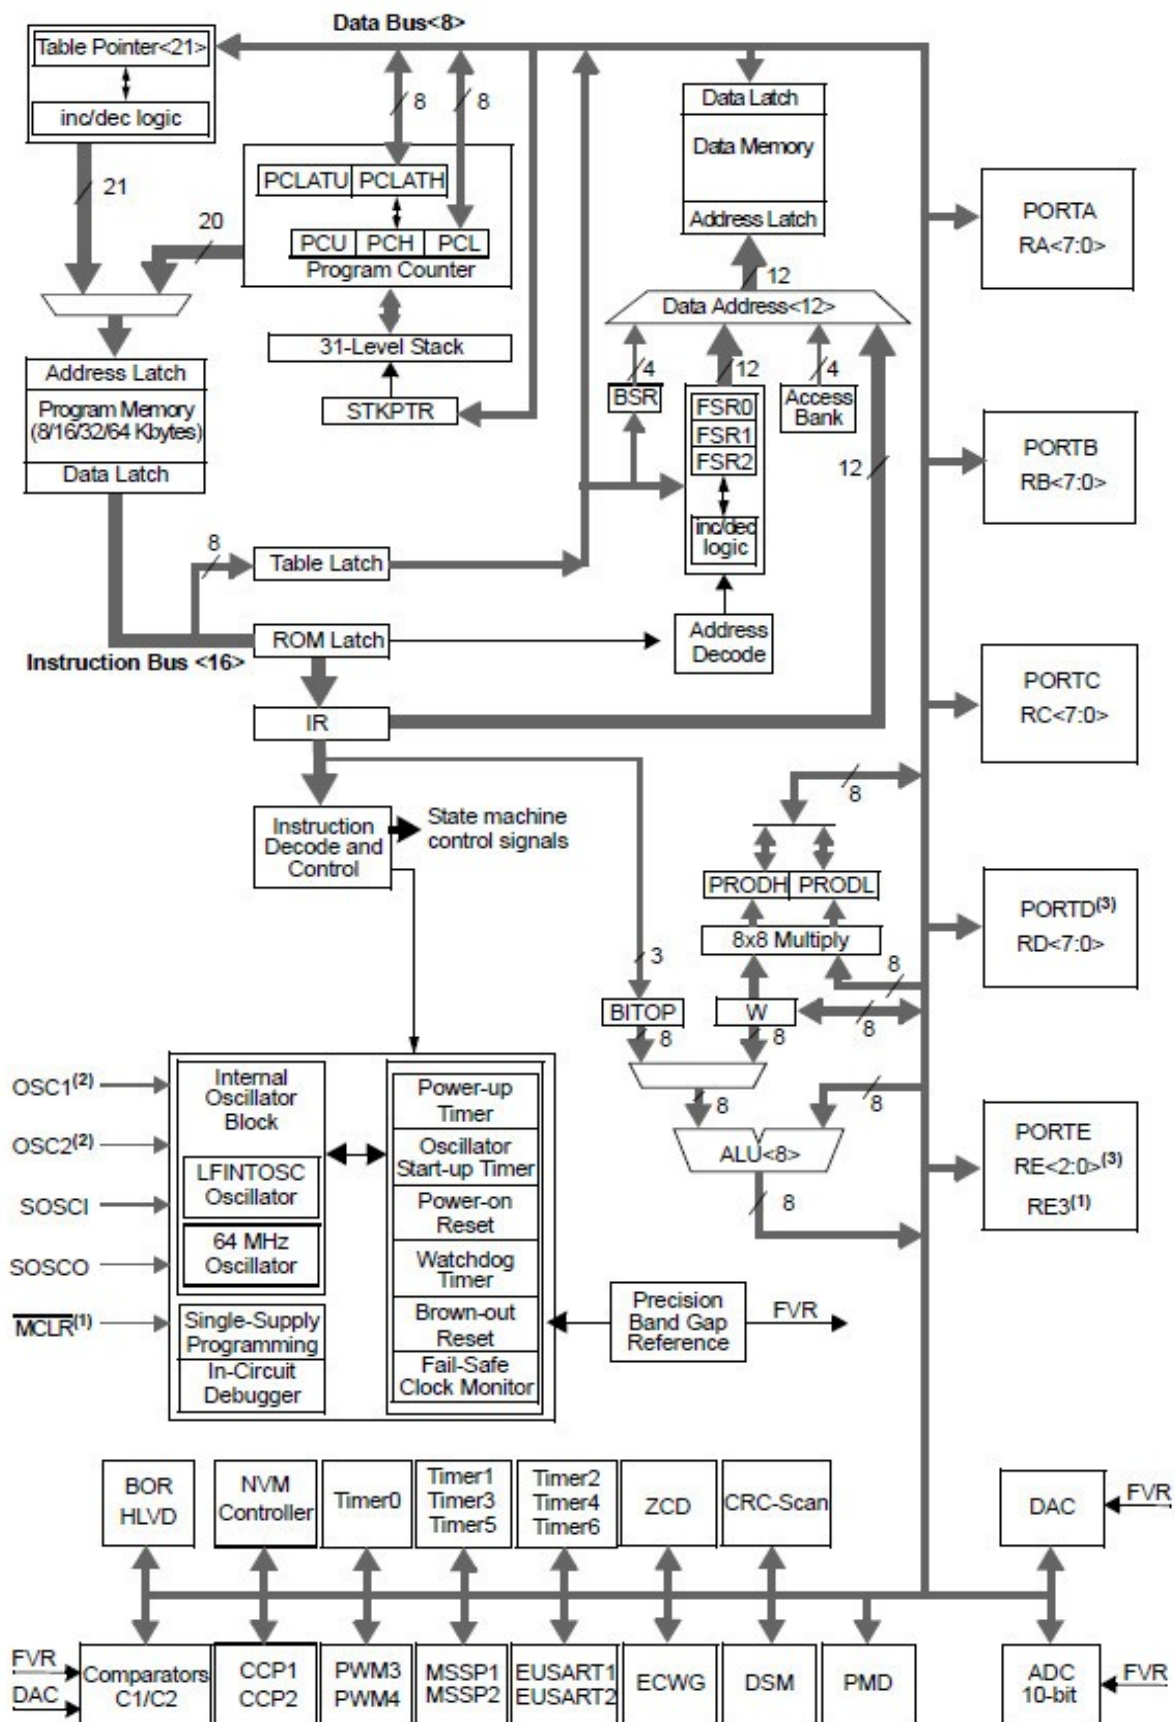 Data Bus<8>
Table Pointer<21>
inc/dec logic
21
20
8
8
PCLATU PCLATH
PCU PCH PCL
Program Counter
31-Level Stack
STKPTR
Data Latch
Data Memory
Address Latch
12
Data Address<12>
4
12
4
BSR
FSR0
FSR1
FSR2
inc/dec
logic
Access
Bank
12
Address
Decode
Address Latch
Program Memory
(8/16/32/64 Kbytes)
Data Latch
8
Table Latch
ROM Latch
Instruction Bus <16>
IR
Instruction
Decode and
Control
State machine
control signals
8
PRODH PRODL
8x8 Multiply
3
8
BITOP
W
8
8
8
8
8
ALU<8>
8
PORTA
RA<7:0>
PORTB
RB<7:0>
PORTC
RC<7:0>
PORTD(3)
RD<7:0>
PORTE
RE<2:0>(3)
RE3(1)
OSC1(2)
OSC2(2)
SOSCI
SOSCO
MCLR(1)
Internal
Oscillator
Block
LFINTOSC
Oscillator
64 MHz
Oscillator
Single-Supply
Programming
In-Circuit
Debugger
Power-up
Timer
Oscillator
Start-up Timer
Power-on
Reset
Watchdog
Timer
Brown-out
Reset
Fail-Safe
Clock Monitor
Precision
Band Gap
Reference
FVR
BOR
HLVD
NVM
Controller
Timer0
Timer1
Timer3
Timer5
Timer2
Timer4
Timer6
ZCD
CRC-Scan
DAC
FVR
FVR
DAC
Comparators
C1/C2
CCP1
CCP2
PWM3
PWM4
MSSP1
MSSP2
EUSART1
EUSART2
ECWG
DSM
PMD
ADC
10-bit
FVR